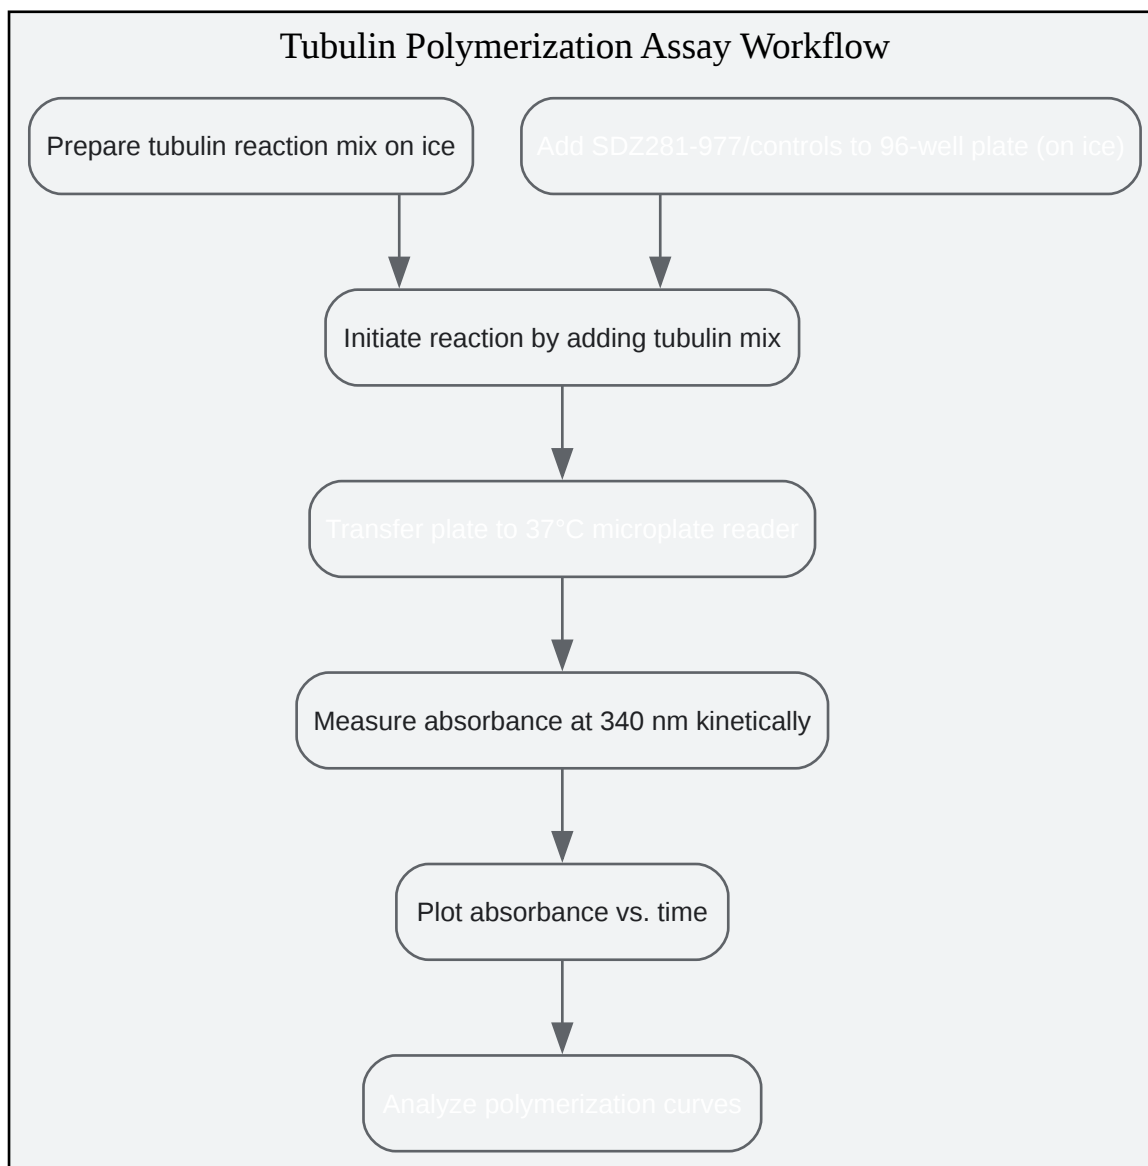 Tubulin Polymerization Assay Workflow
Prepare tubulin reaction mix on ice
Add SDZ281-977/controls to 96-well plate (on ice)
Initiate reaction by adding tubulin mix
Transfer plate to 37°C microplate reader
Measure absorbance at 340 nm kinetically
Plot absorbance vs. time
Analyze polymerization curves